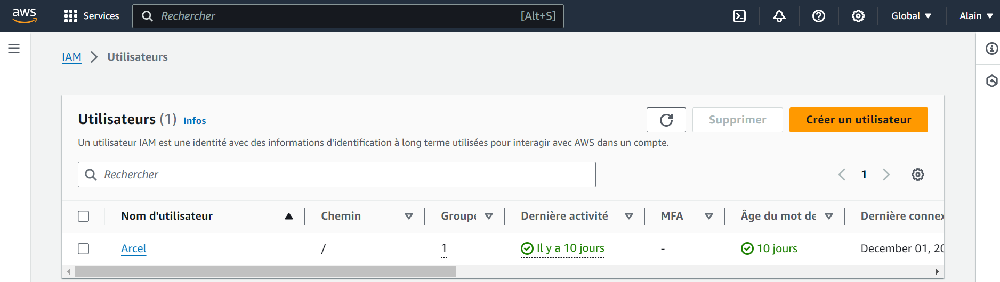 aws Services Rechercher [Alt+S] Global Alain
IAM Utilisateurs
Utilisateurs (1) Infos Supprimer Créer un utilisateur
Un utilisateur IAM est une identité avec des informations d'identification à long terme utilisées pour interagir avec AWS dans un compte.
Rechercher 1
Nom d'utilisateur Chemin Groupe Dernière activité MFA Âge du mot de Dernière connex
Arcel / 1 Il y a 10 jours - 10 jours December 01, 20